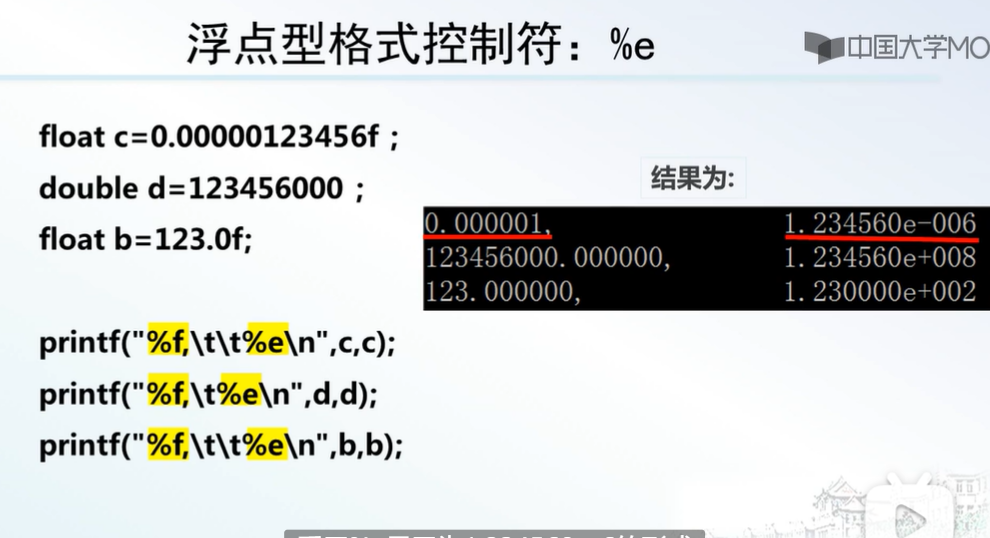 浮点型格式控制符：%e
中国大学MO
float c=0.00000123456f ;
double d=123456000 ;
float b=123.0f;
结果为:
0.000001, 1.234560e-006
123456000.000000, 1.234560e+008
123.000000, 1.230000e+002
printf("%f,\t\t%e\n",c,c);
printf("%f,\t%e\n",d,d);
printf("%f,\t\t%e\n",b,b);